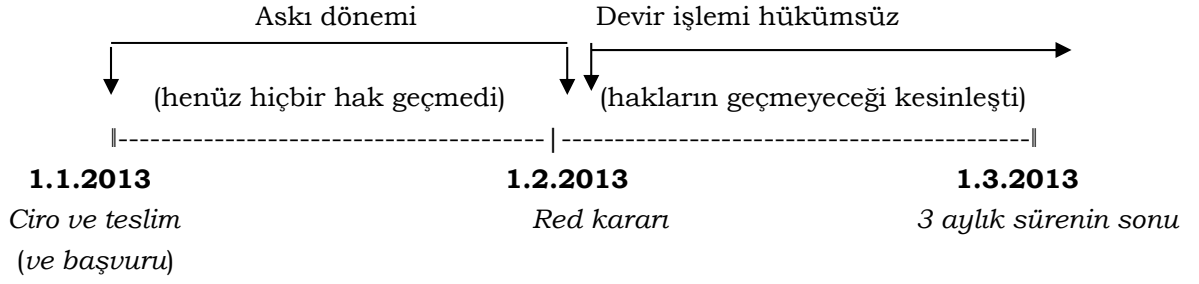 Askı dönemi Devir işlemi hükümsüz
(henüz hiçbir hak geçmedi) (hakların geçmeyeceği kesinleşti)
1.1.2013 1.2.2013 1.3.2013
Ciro ve teslim Red kararı 3 aylık sürenin sonu
(ve başvuru)